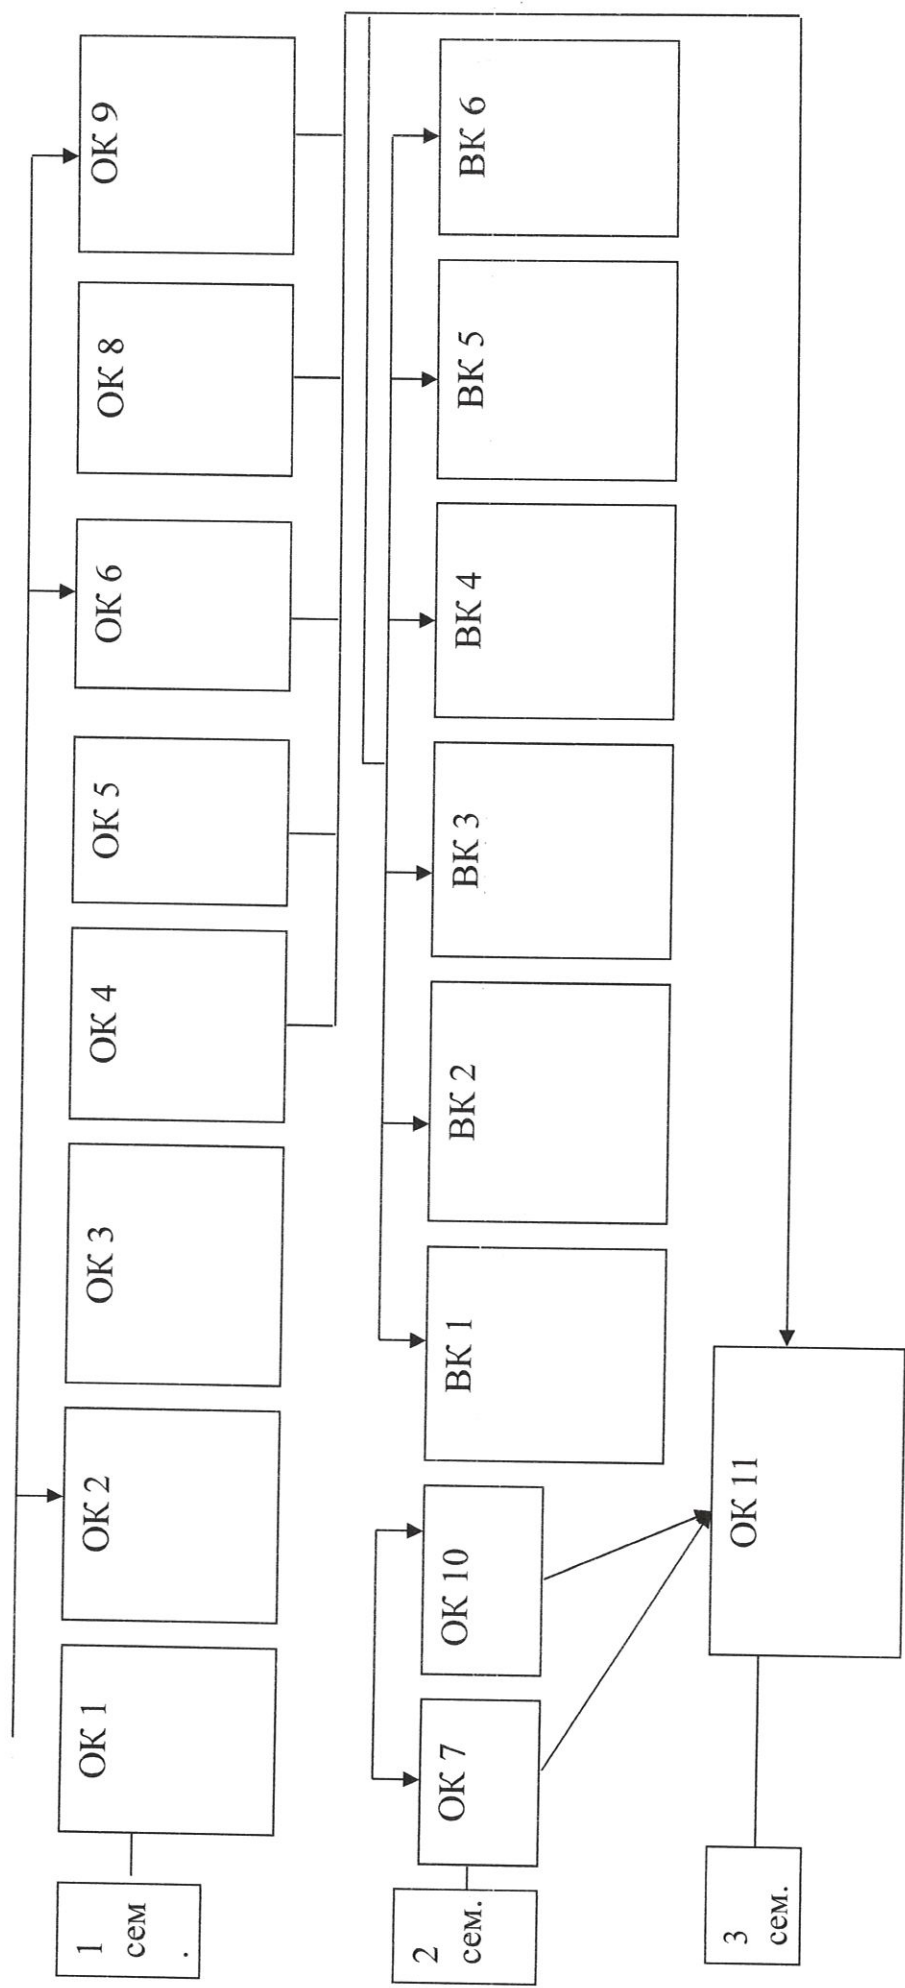 1
сем
.
ОК 1
ОК 2
ОК 3
ОК 4
ОК 5
ОК 6
ОК 8
ОК 9
2
сем.
ОК 7
ОК 10
ВК 1
ВК 2
ВК 3
ВК 4
ВК 5
ВК 6
3
сем.
ОК 11